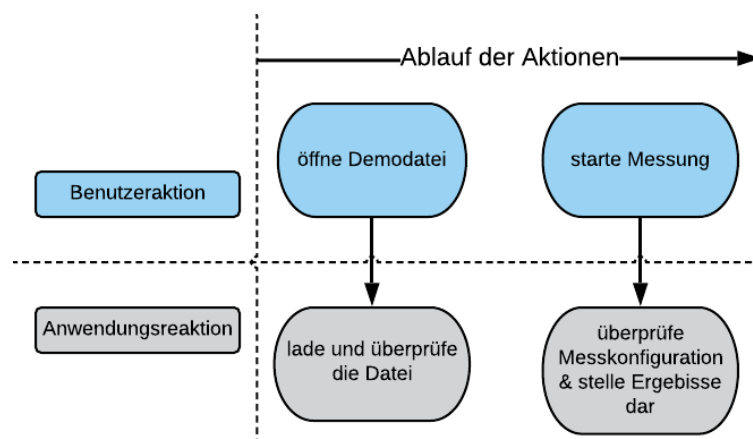 Ablauf der Aktionen
öffne Demodatei
starte Messung
Benutzeraktion
Anwendungsreaktion
lade und überprüfe
die Datei
überprüfe
Messkonfiguration
& stelle Ergebisse
dar